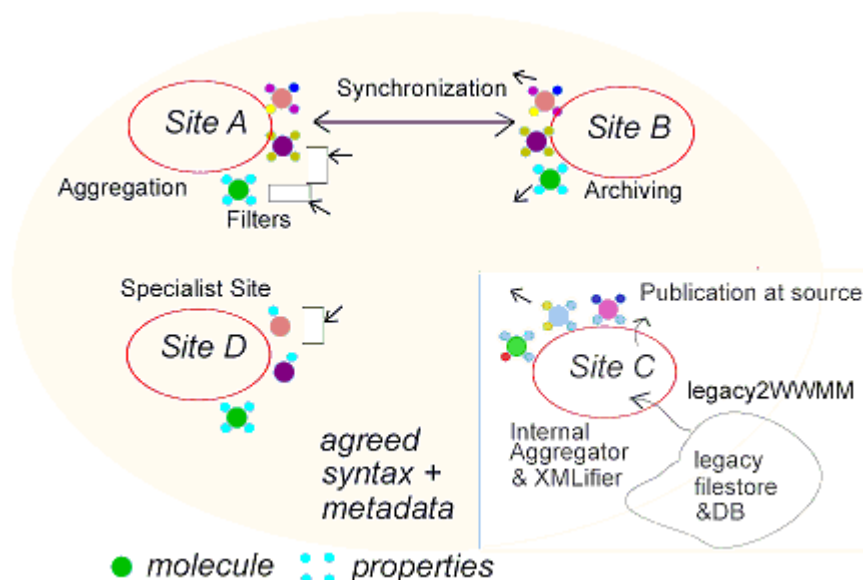 Synchronization
Site A
Site B
Aggregation
Filters
Archiving
Specialist Site
Site D
Publication at source
Site C
legacy2WWMM
Internal
Aggregator
& XMLifier
legacy
filestore
&DB
agreed
syntax +
metadata
molecule
properties